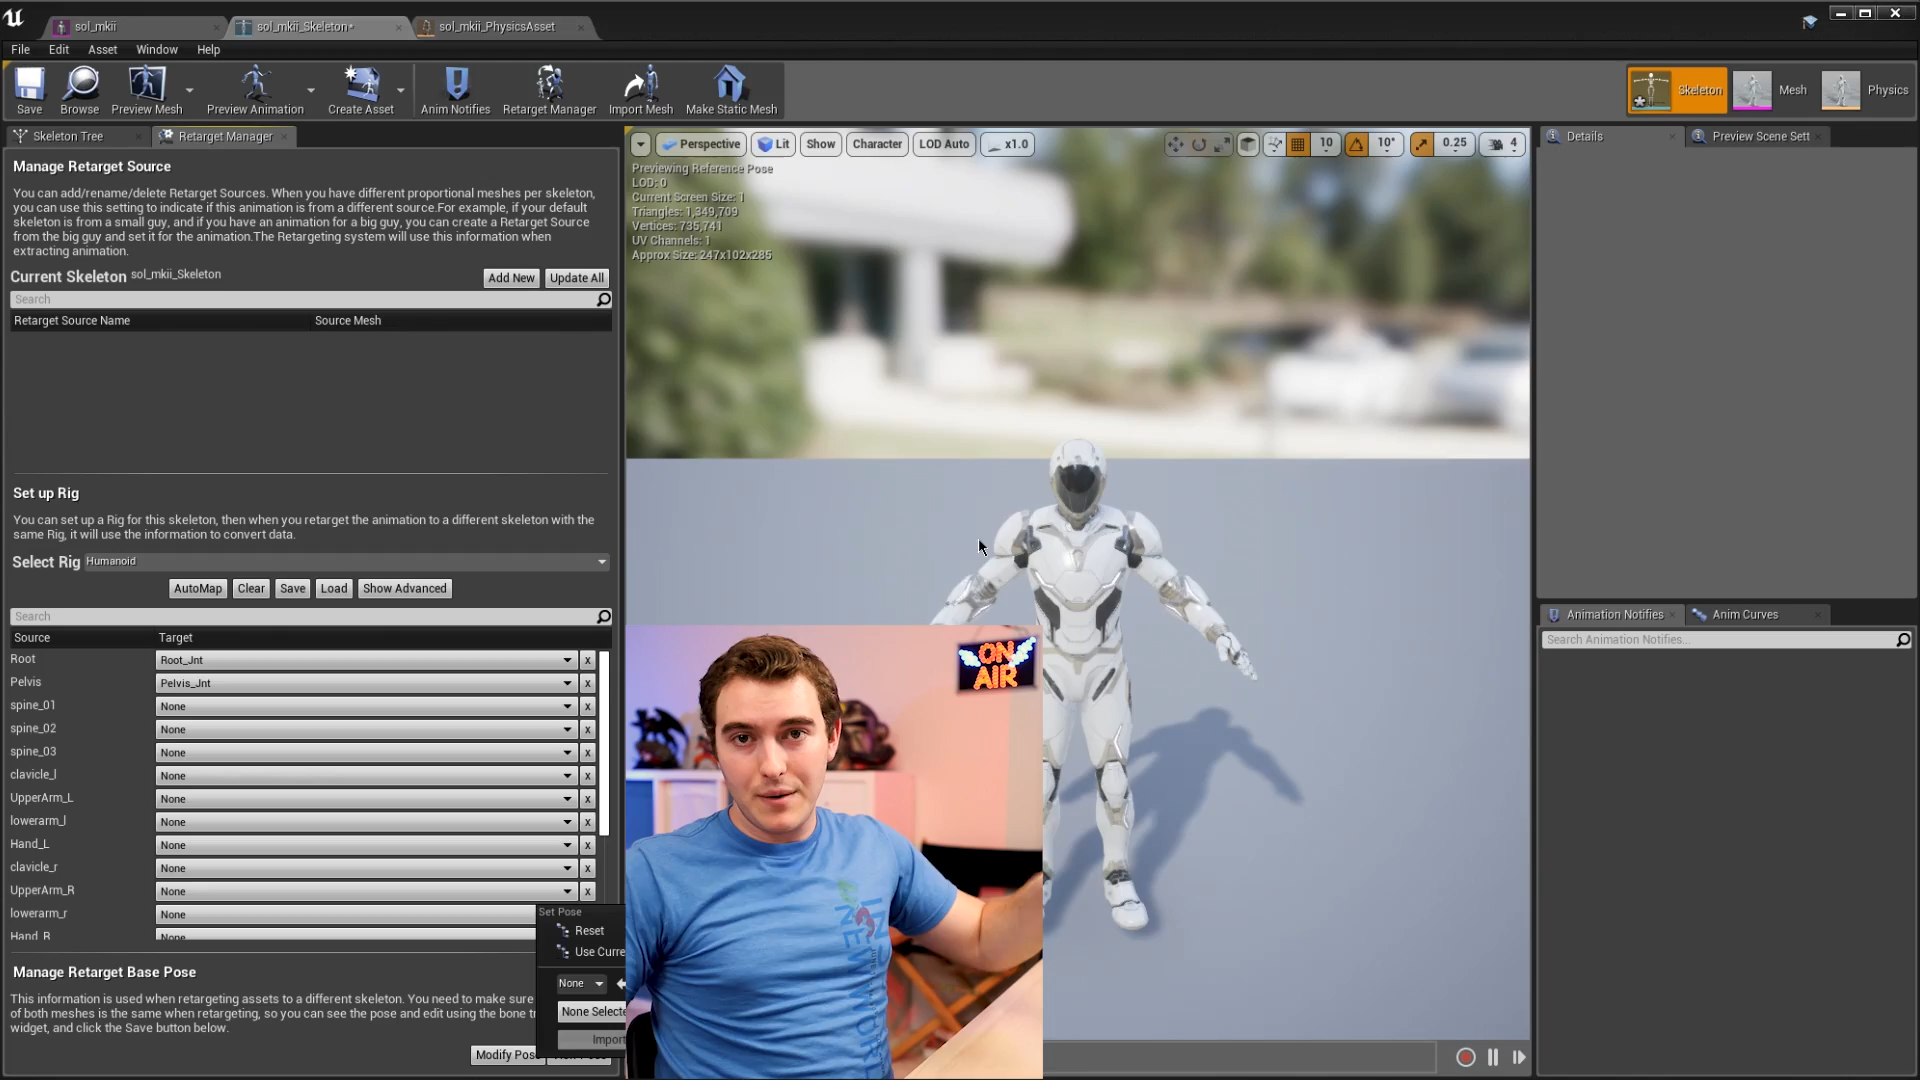 sol_mkii
sol_mkii_Skeleton*
sol_mkii_PhysicsAsset
File Edit Asset Window Help
Save
Browse
Preview Mesh
Preview Animation
Create Asset
Anim Notifies
Retarget Manager
Import Mesh
Make Static Mesh
Skeleton
Mesh
Physics
Skeleton Tree
Retarget Manager
Manage Retarget Source
You can add/rename/delete Retarget Sources. When you have different proportional meshes per skeleton,
you can use this setting to indicate if this animation is from a different source.For example, if your default
skeleton is from a small guy, and if you have an animation for a big guy, you can create a Retarget Source
from the big guy and set it for the animation.The Retargeting system will use this information when
extracting animation.
Current Skeleton sol_mkii_Skeleton
Add New
Update All
Search
Retarget Source Name Source Mesh
Set up Rig
You can set up a Rig for this skeleton, then when you retarget the animation to a different skeleton with the
same Rig, it will use the information to convert data.
Select Rig Humanoid
AutoMap Clear Save Load Show Advanced
Search
Source Target
Root Root_Jnt x
Pelvis Pelvis_Jnt x
spine_01 None x
spine_02 None x
spine_03 None x
clavicle_l None x
UpperArm_L None x
lowerarm_l None x
Hand_L None x
clavicle_r None x
UpperArm_R None x
lowerarm_r None
Hand_R None
Manage Retarget Base Pose
This information is used when retargeting assets to a different skeleton. You need to make sure
of both meshes is the same when retargeting, so you can see the pose and edit using the bone tr
widget, and click the Save button below.
Modify Pos
Set Pose
Reset
Use Curre
None
None Selecte
Import
Perspective
Lit
Show
Character
LOD Auto
x1.0
10
10°
0.25
4
Previewing Reference Pose
LOD: 0
Current Screen Size: 1
Triangles: 1,349,709
Vertices: 735,741
UV Channels: 1
Approx Size: 247x102x285
ON
AIR
Details
Preview Scene Sett
Animation Notifies
Anim Curves
Search Animation Notifies...